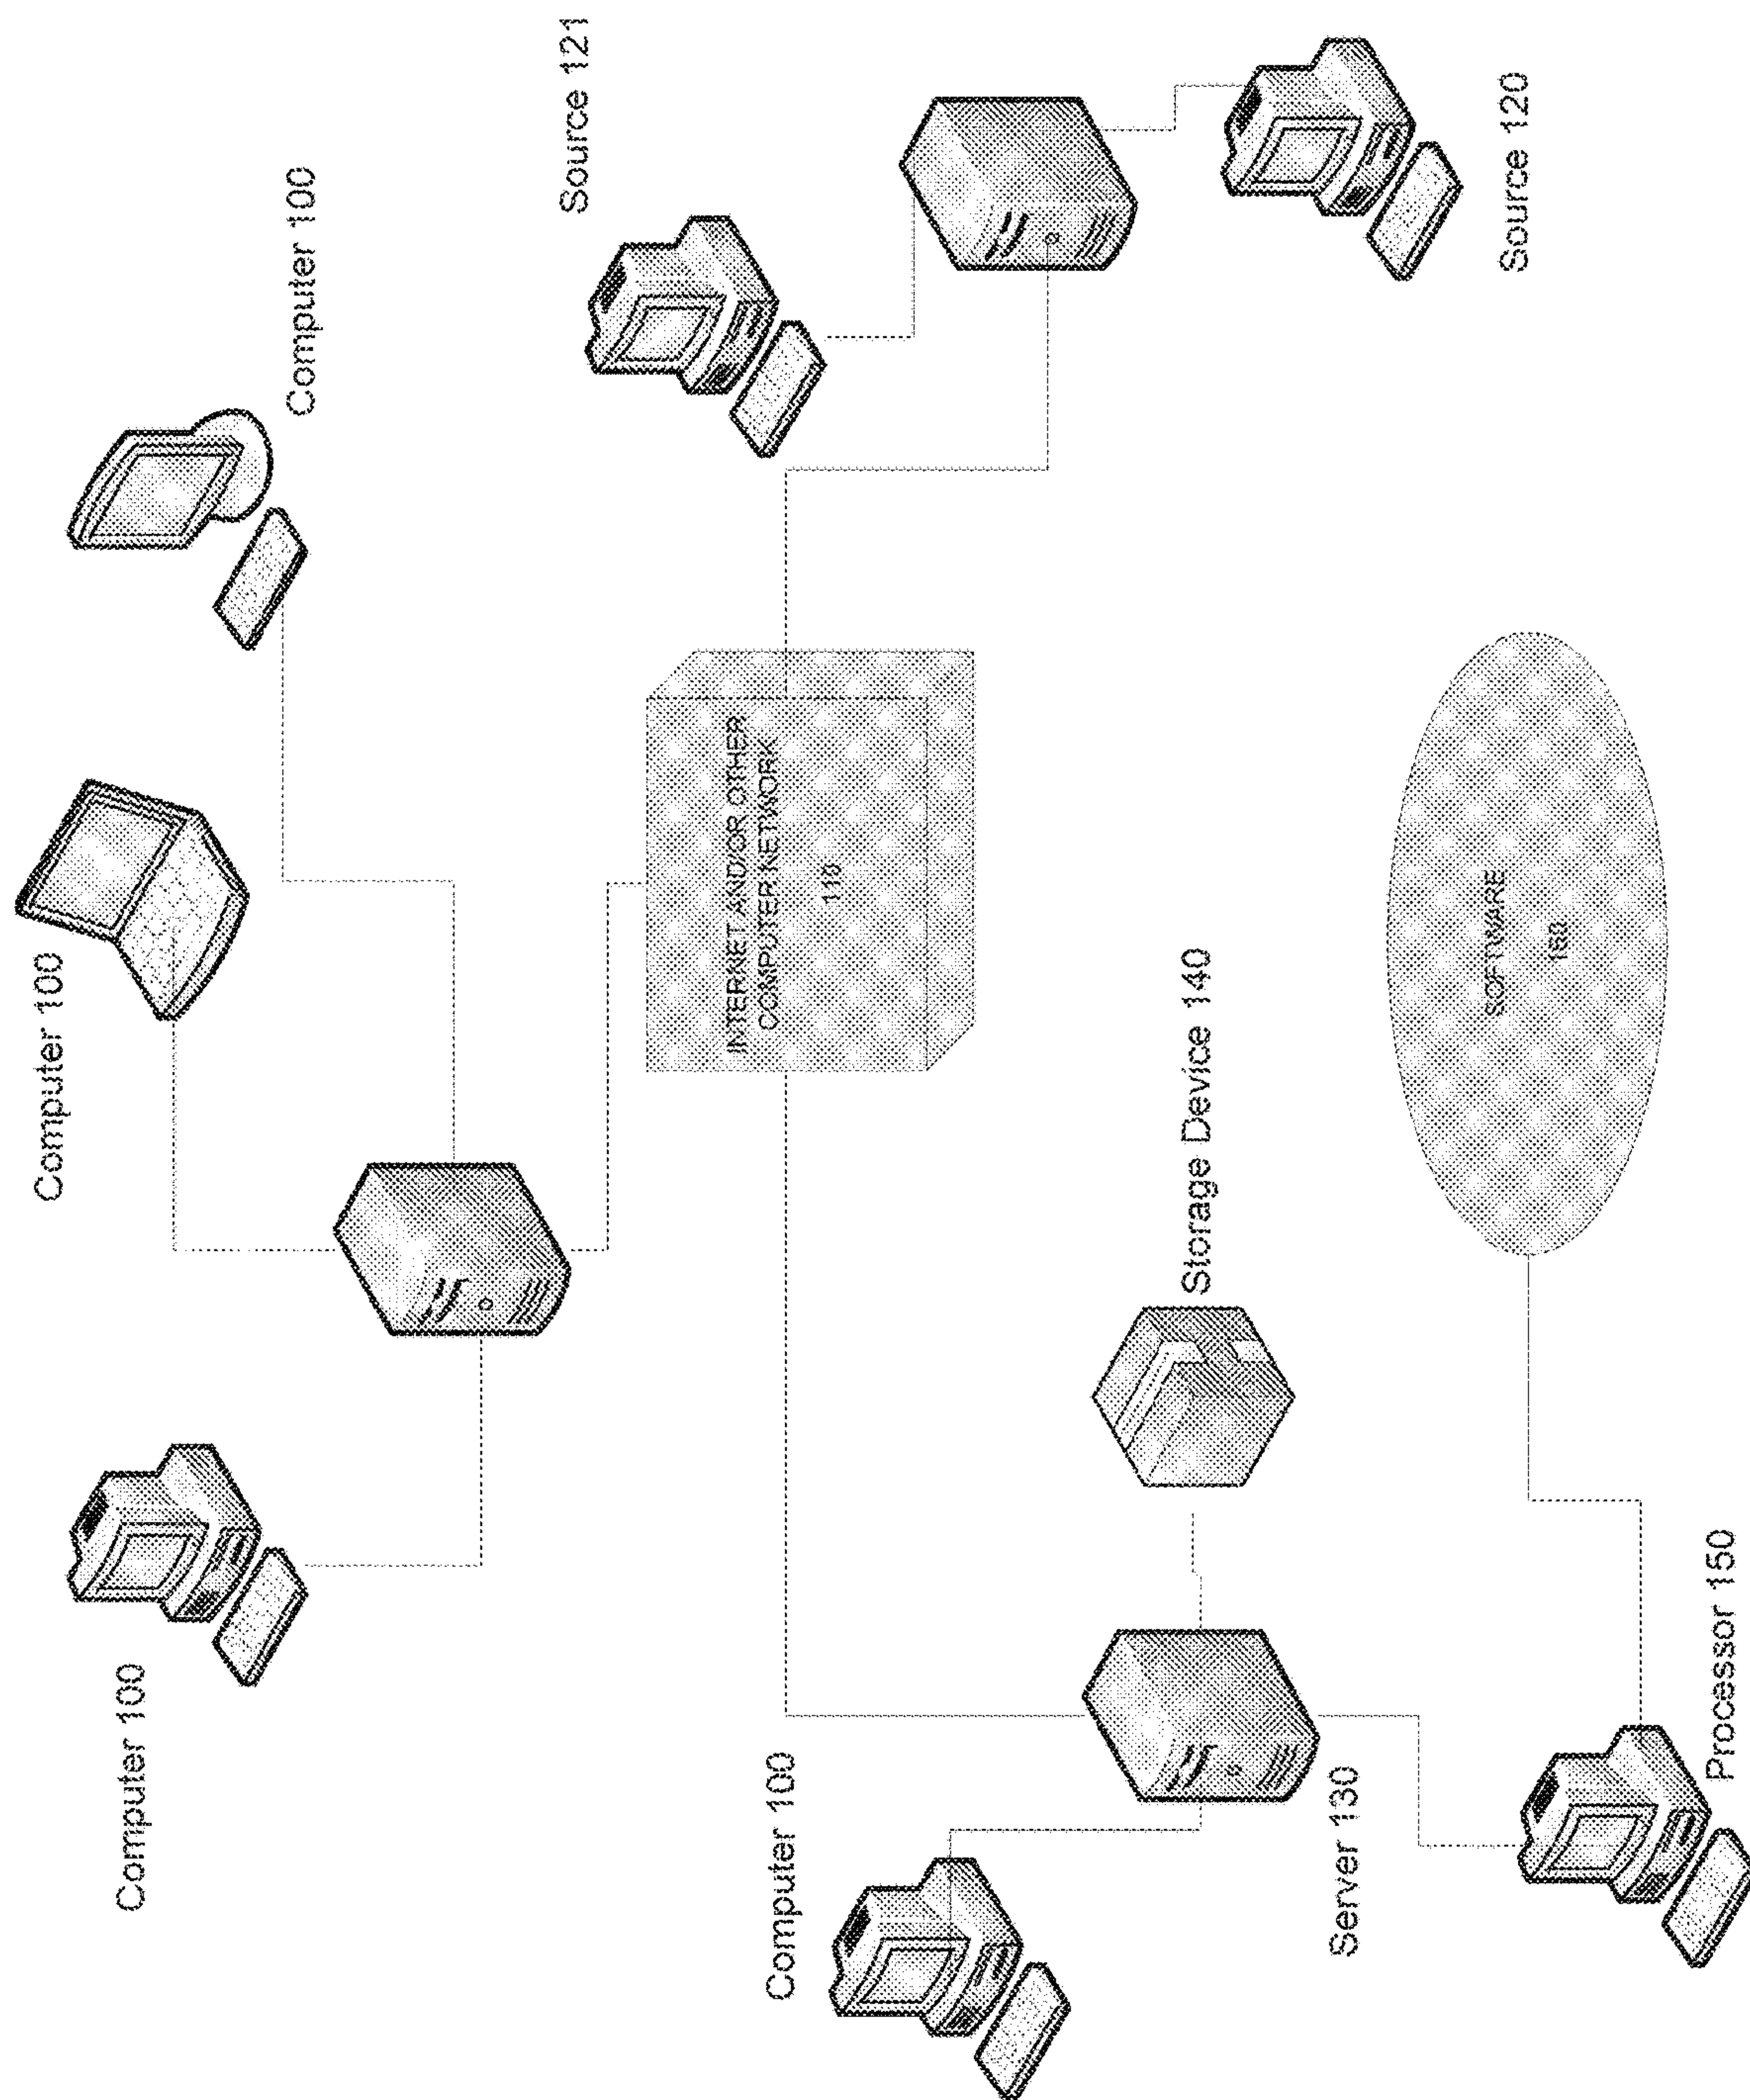 Computer 100
Computer 100
Computer 100
Source 121
INTERNET AND/OR OTHER
COMPUTER NETWORK
110
Computer 100
Storage Device 140
Server 130
Source 120
SOFTWARE
160
Processor 150